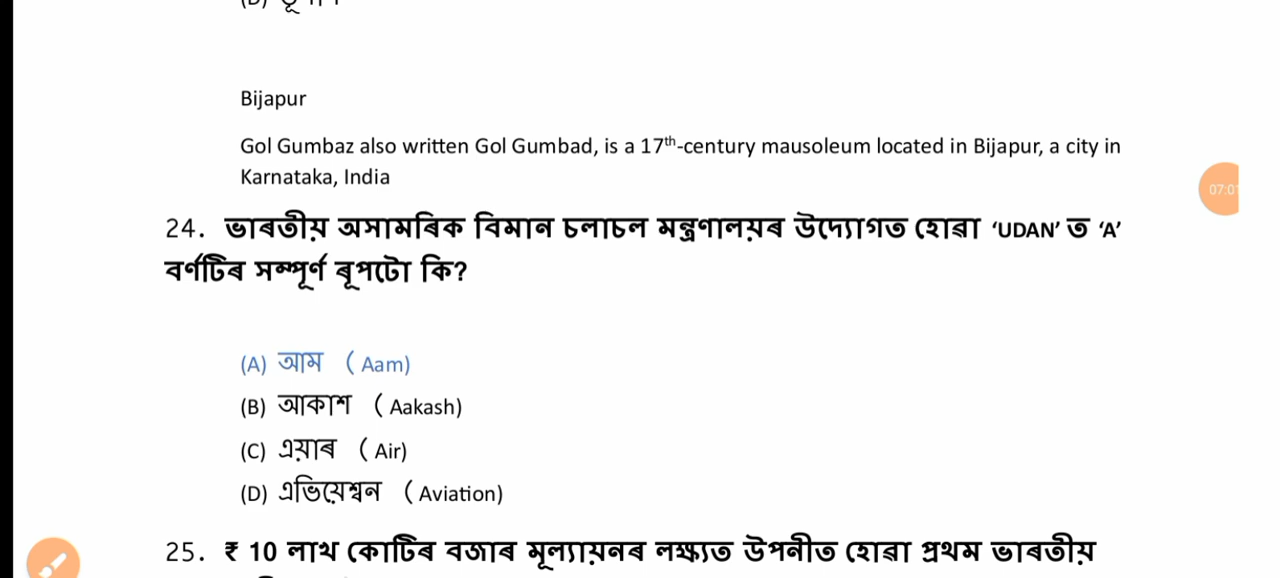 Bijapur
Gol Gumbaz also written Gol Gumbad, is a 17th-century mausoleum located in Bijapur, a city in
Karnataka, India
24. ভাৰতীয় অসামৰিক বিমান চলাচল মন্ত্ৰণালয়ৰ উদ্যোগত হোৱা ‘UDAN’ ত ‘A’
বৰ্ণটিৰ সম্পূৰ্ণ ৰূপটো কি?
(A) আম ( Aam)
(B) আকাশ ( Aakash)
(C) এয়াৰ ( Air)
(D) এভিয়েশ্বন ( Aviation)
25. ₹ 10 লাখ কোটিৰ বজাৰ মূল্যায়নৰ লক্ষ্যত উপনীত হোৱা প্ৰথম ভাৰতীয়